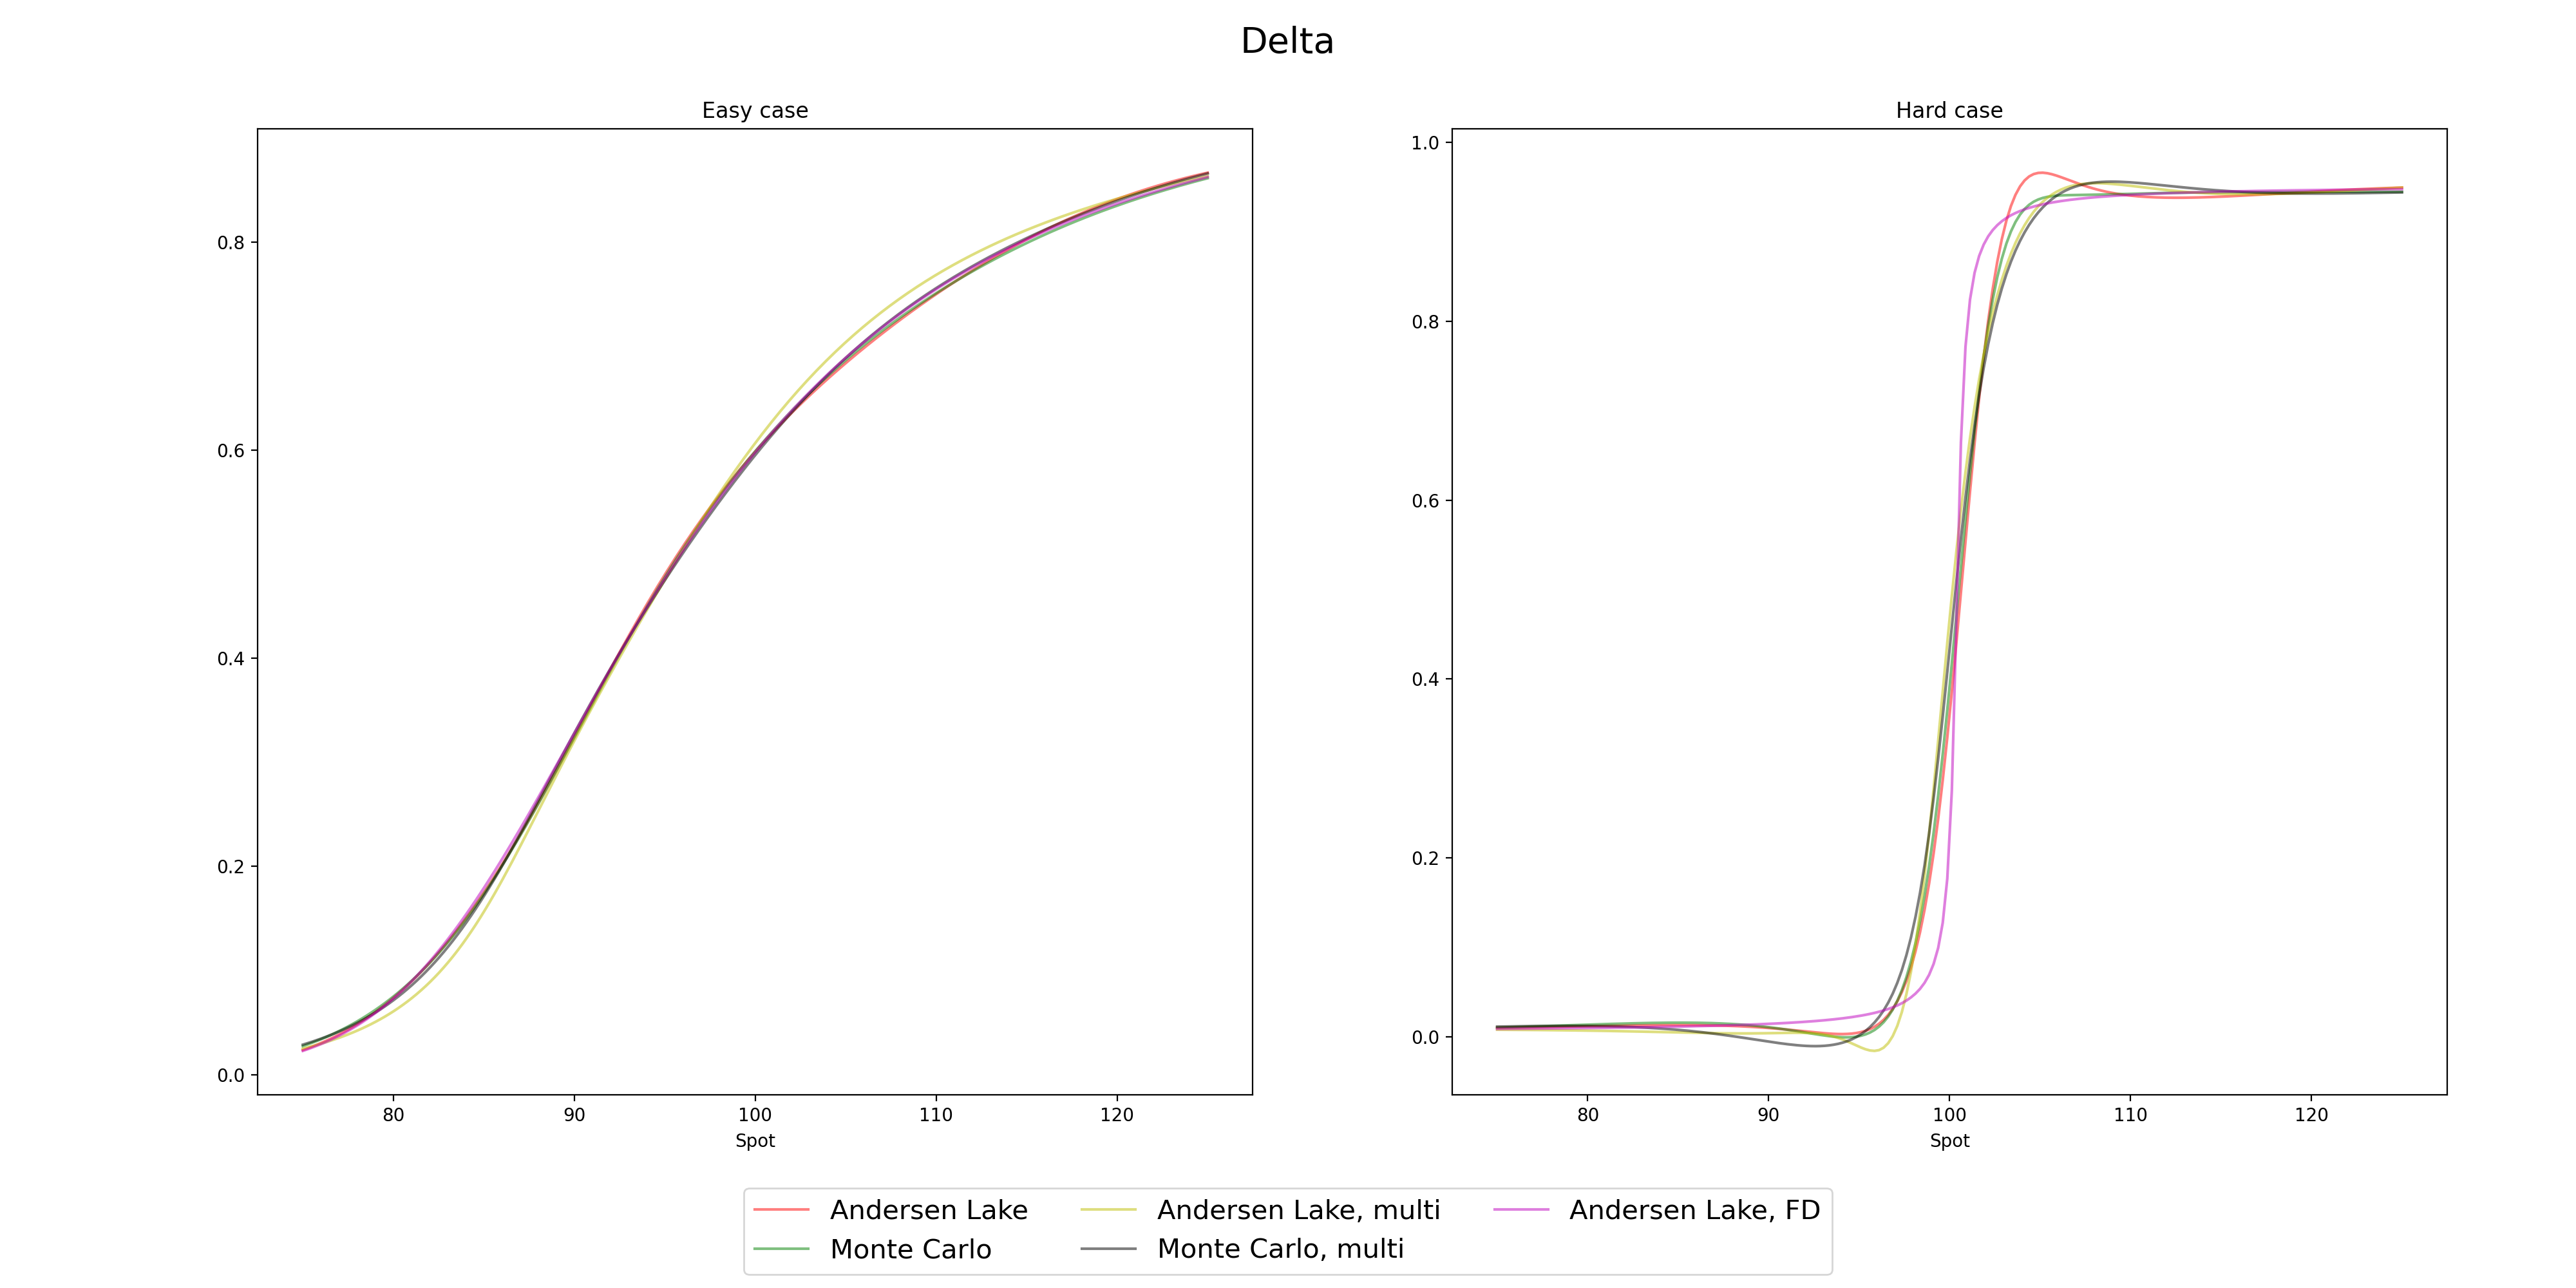 Delta
Easy case
0.8
0.6
0.4
0.2
0.0
80 90 100 110 120
Spot
Hard case
1.0
0.8
0.6
0.4
0.2
0.0
80 90 100 110 120
Spot
Andersen Lake
Monte Carlo
Andersen Lake, multi
Monte Carlo, multi
Andersen Lake, FD